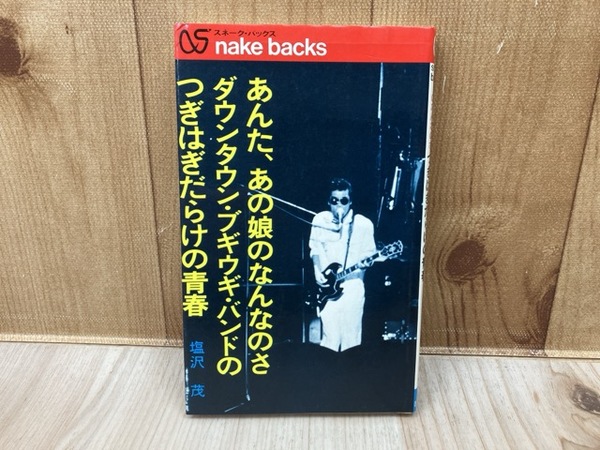 スネーク・バックス
Snake backs
あんた、あの娘のなんなのさ
ダウンタウン・ブギウギ・バンドの
つぎはぎだらけの青春
塩沢 茂